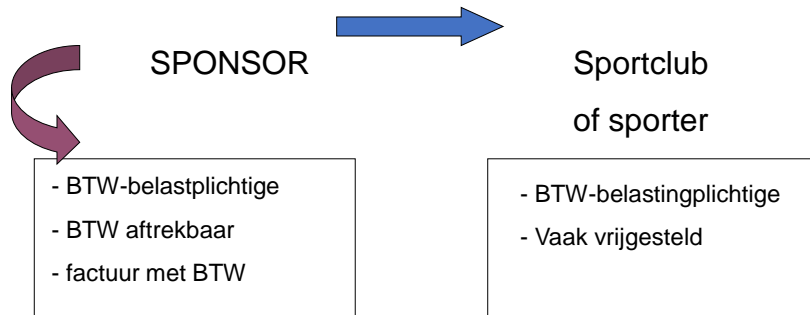 SPONSOR
Sportclub
of sporter
- BTW-belastplichtige
- BTW aftrekbaar
- factuur met BTW
- BTW-belastingplichtige
- Vaak vrijgesteld